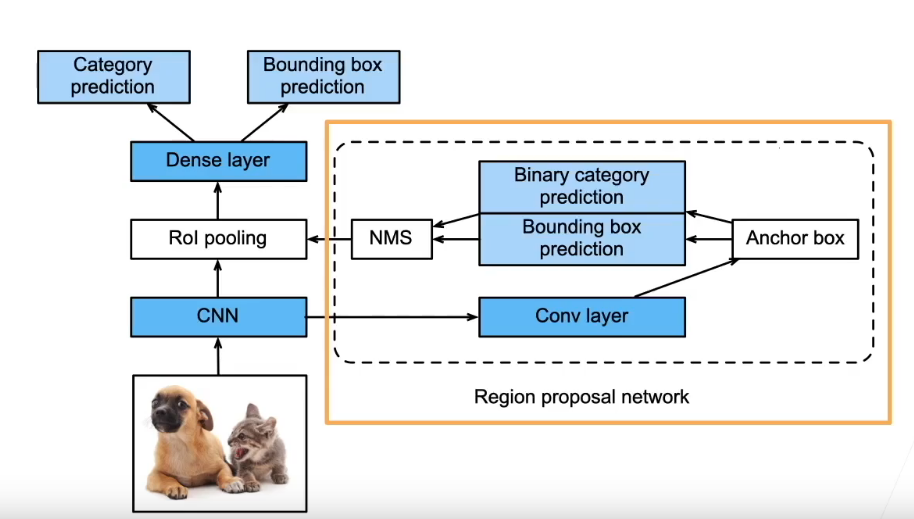 Category
prediction
Bounding box
prediction
Dense layer
Binary category
prediction
RoI pooling
NMS
Bounding box
prediction
Anchor box
CNN
Conv layer
Region proposal network